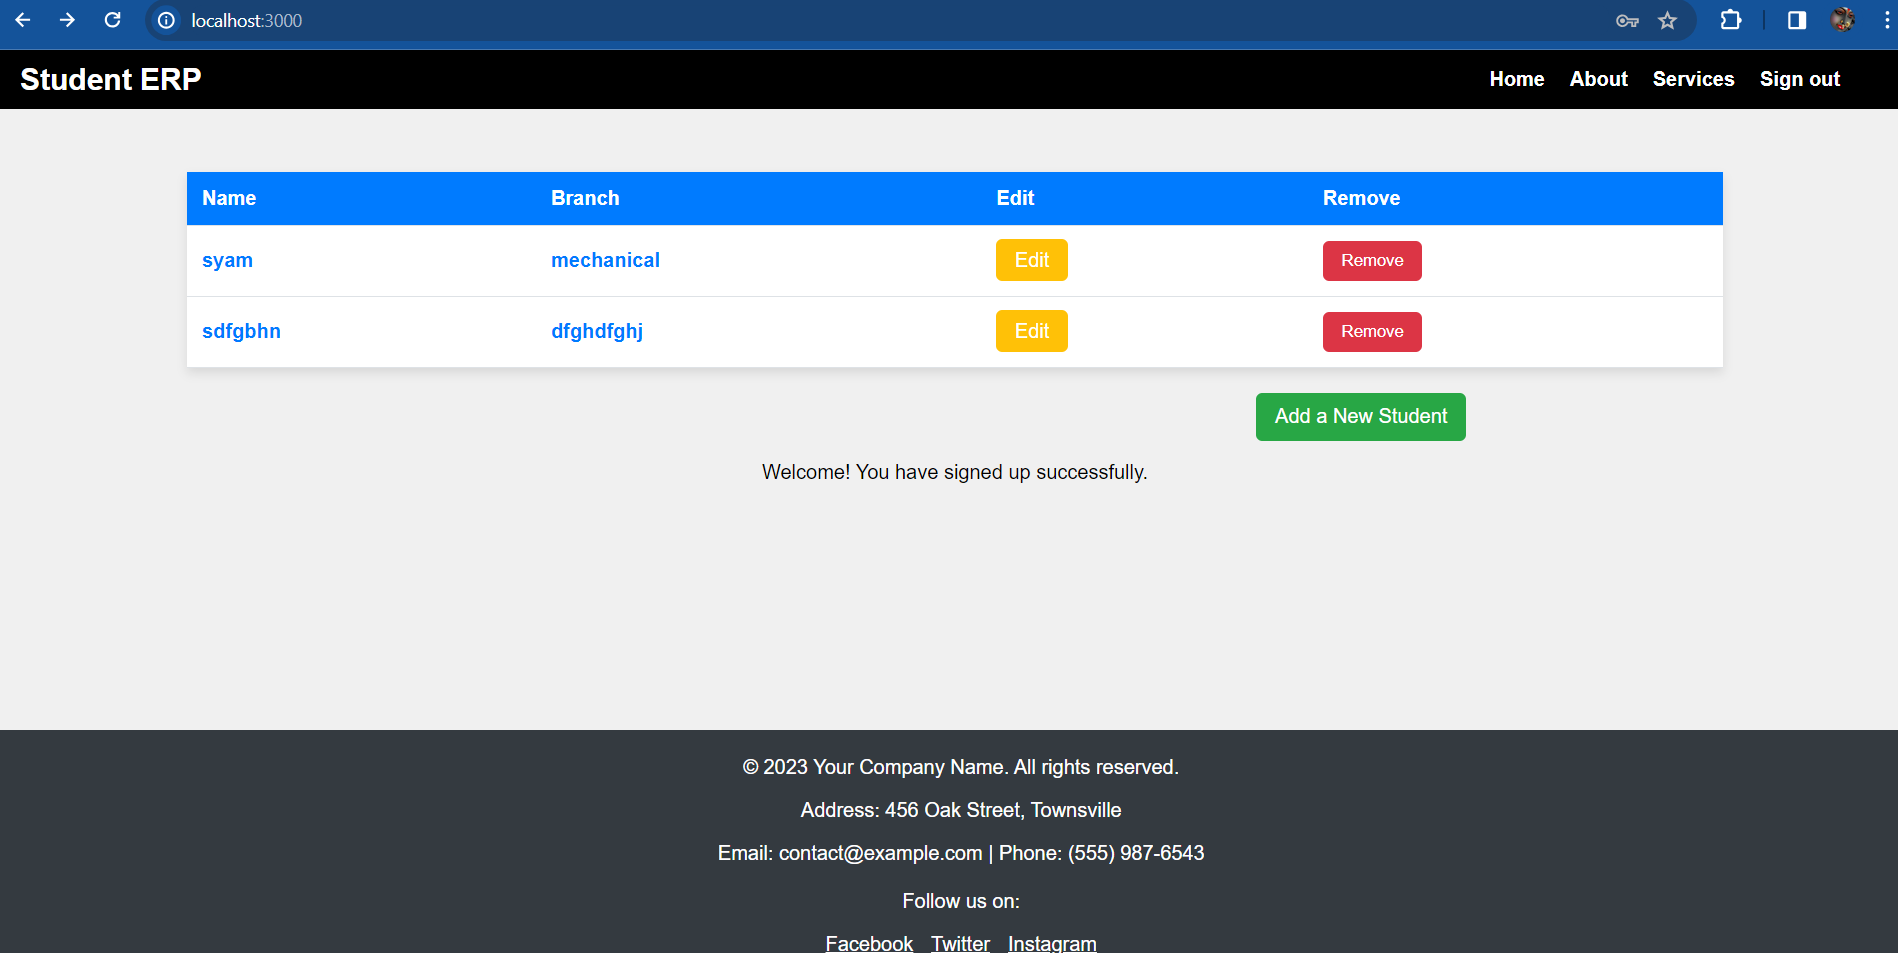 localhost:3000
Student ERP Home About Services Sign out
Name Branch Edit Remove
syam mechanical Edit Remove
sdfgbhn dfghdfghj Edit Remove
Add a New Student
Welcome! You have signed up successfully.
© 2023 Your Company Name. All rights reserved.
Address: 456 Oak Street, Townsville
Email: contact@example.com | Phone: (555) 987-6543
Follow us on:
Facebook Twitter Instagram